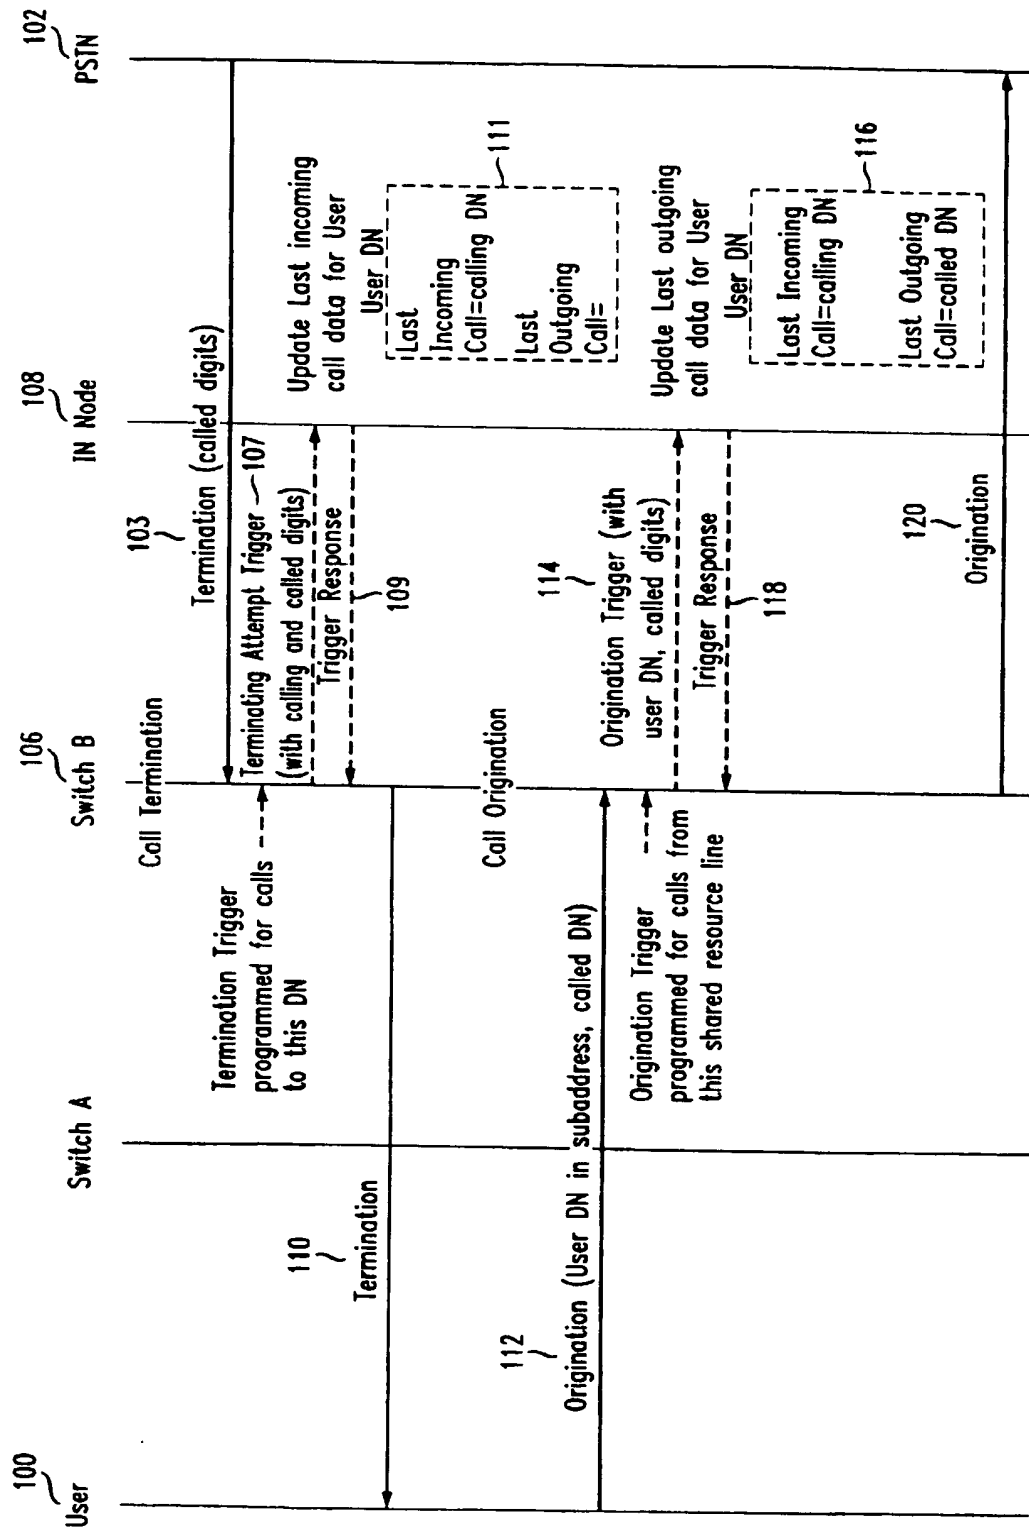 100
User
Switch A
106
Switch B
108
IN Node
102
PSTN
Call Termination
103
Termination (called digits)
Termination Trigger
programmed for calls
to this DN
Terminating Attempt Trigger
107
(with calling and called digits)
Trigger Response
109
Update Last incoming
call data for User
User DN
Last
Incoming
Call=calling DN
Last
Outgoing
Call=
111
110
Termination
Call Origination
112
Origination (User DN in subaddress, called DN)
Origination Trigger
programmed for calls from
this shared resource line
114
Origination Trigger (with
user DN, called digits)
Trigger Response
118
Update Last outgoing
call data for User
User DN
Last Incoming
Call=calling DN
Last Outgoing
Call=called DN
116
120
Origination